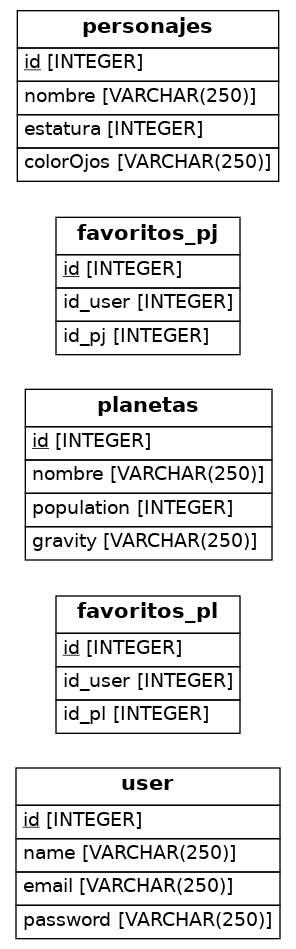 personajes
id [INTEGER]
nombre [VARCHAR(250)]
estatura [INTEGER]
colorOjos [VARCHAR(250)]
favoritos_pj
id [INTEGER]
id_user [INTEGER]
id_pj [INTEGER]
planetas
id [INTEGER]
nombre [VARCHAR(250)]
population [INTEGER]
gravity [VARCHAR(250)]
favoritos_pl
id [INTEGER]
id_user [INTEGER]
id_pl [INTEGER]
user
id [INTEGER]
name [VARCHAR(250)]
email [VARCHAR(250)]
password [VARCHAR(250)]